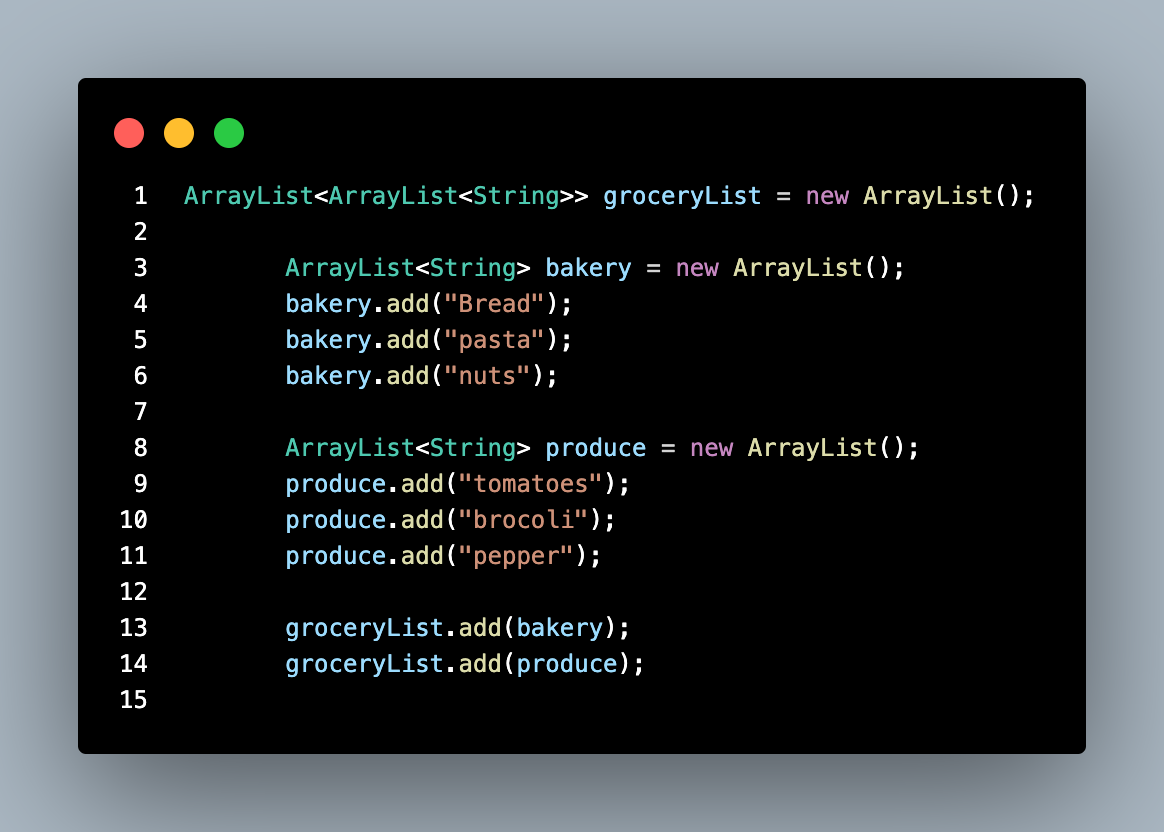 1 ArrayList<ArrayList<String>> groceryList = new ArrayList();
2
3 ArrayList<String> bakery = new ArrayList();
4 bakery.add("Bread");
5 bakery.add("pasta");
6 bakery.add("nuts");
7
8 ArrayList<String> produce = new ArrayList();
9 produce.add("tomatoes");
10 produce.add("brocoli");
11 produce.add("pepper");
12
13 groceryList.add(bakery);
14 groceryList.add(produce);
15